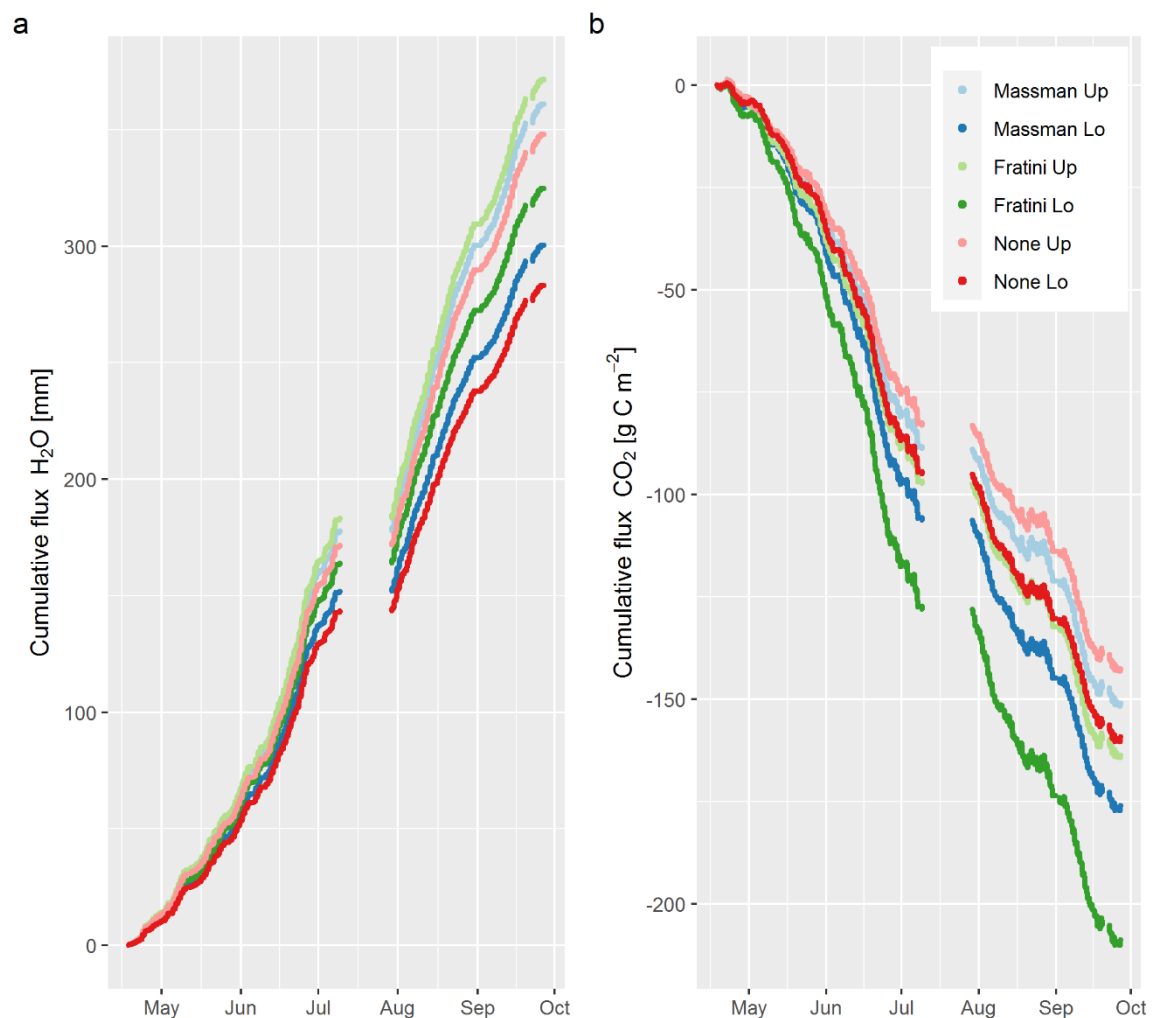 a
Cumulative flux H₂O [mm]
300
200
100
0
May Jun Jul Aug Sep Oct
b
Cumulative flux CO₂ [g C m⁻²]
0
-50
-100
-150
-200
May Jun Jul Aug Sep Oct
Massman Up
Massman Lo
Fratini Up
Fratini Lo
None Up
None Lo